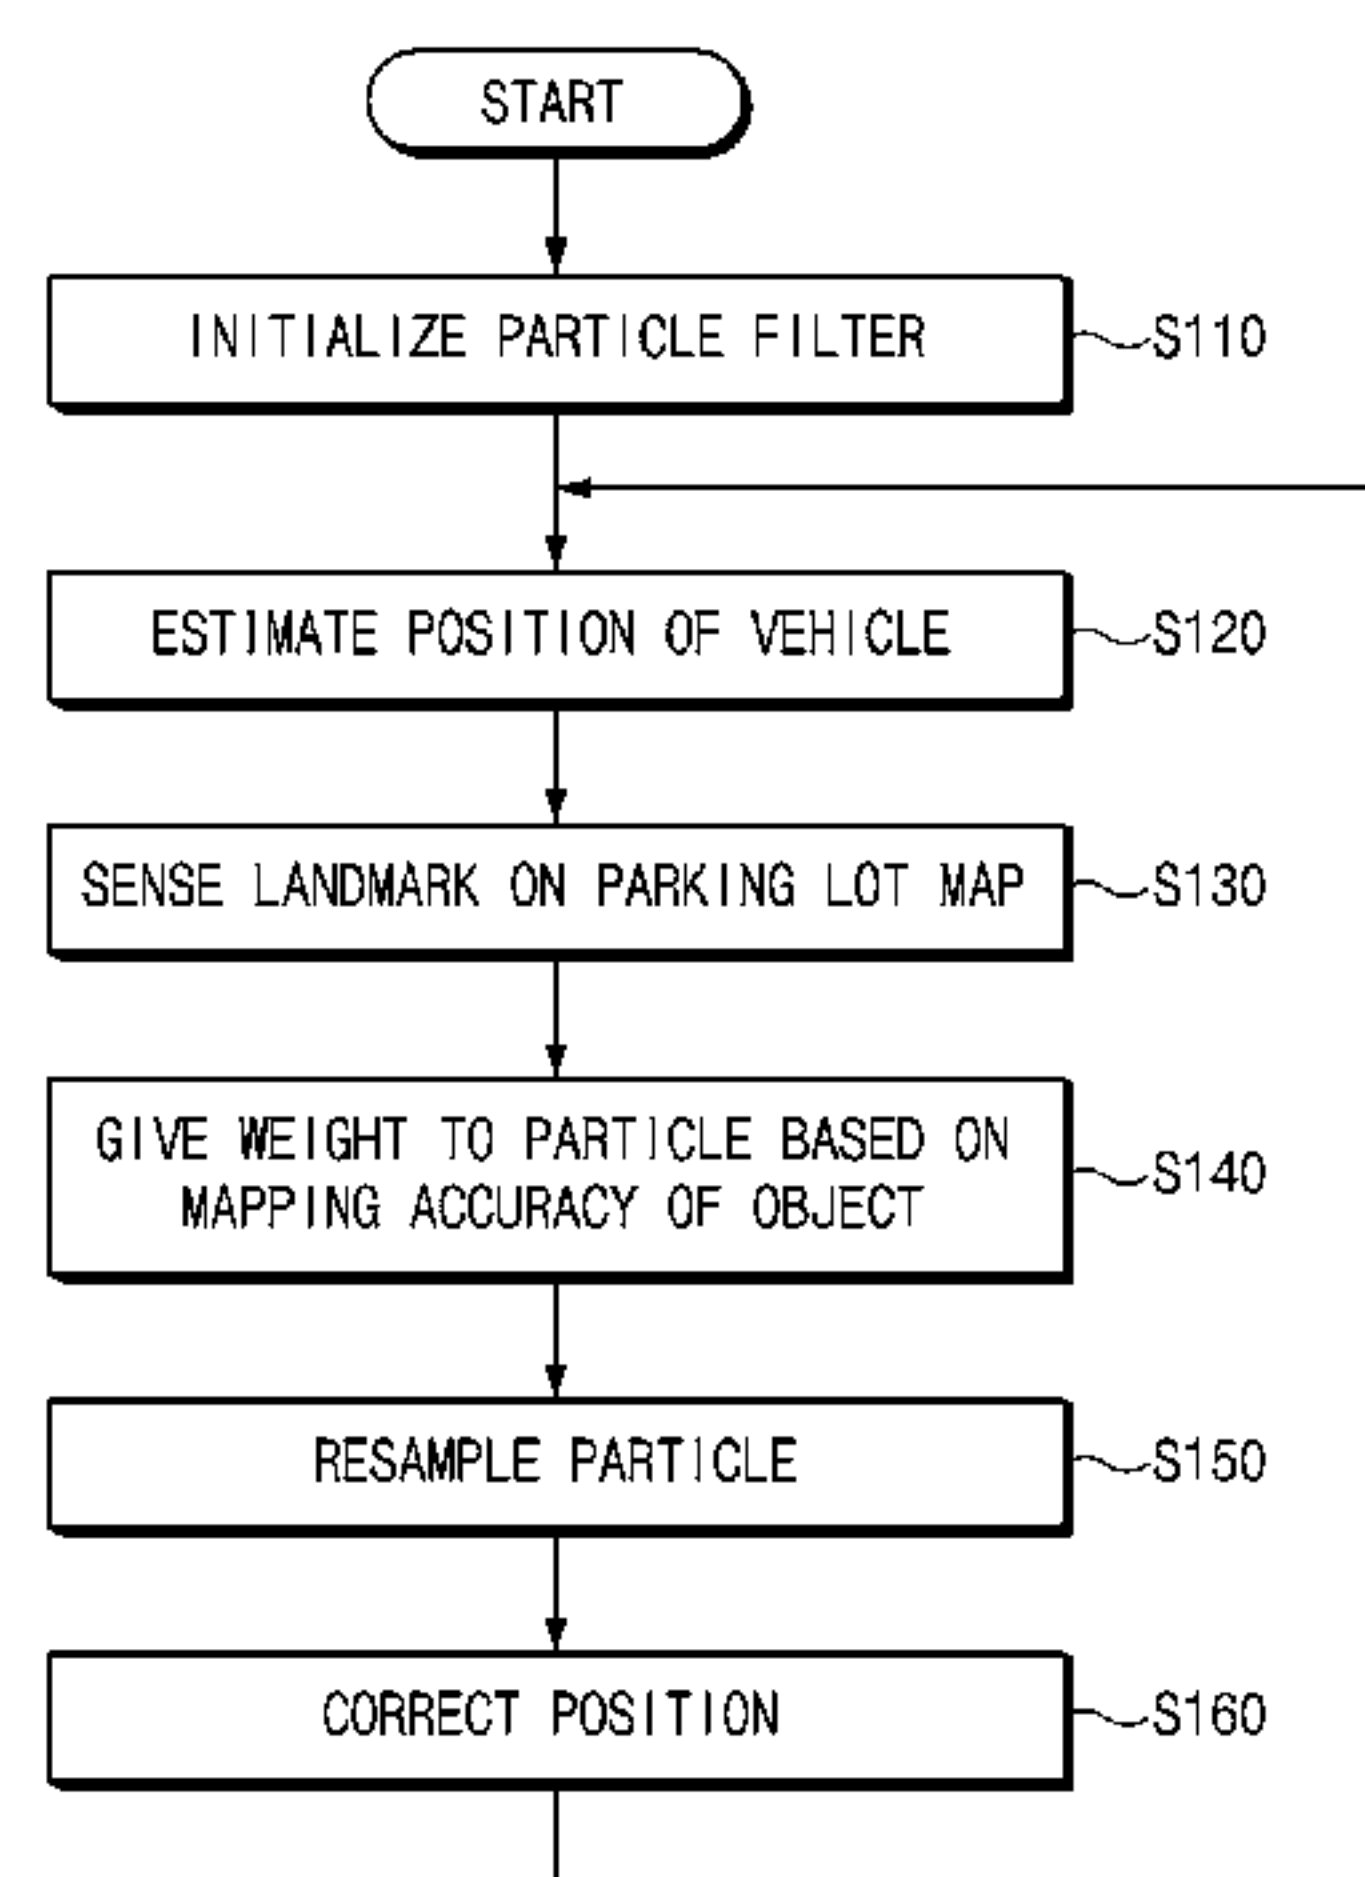 START
INITIALIZE PARTICLE FILTER
S110
ESTIMATE POSITION OF VEHICLE
S120
SENSE LANDMARK ON PARKING LOT MAP
S130
GIVE WEIGHT TO PARTICLE BASED ON
MAPPING ACCURACY OF OBJECT
S140
RESAMPLE PARTICLE
S150
CORRECT POSITION
S160